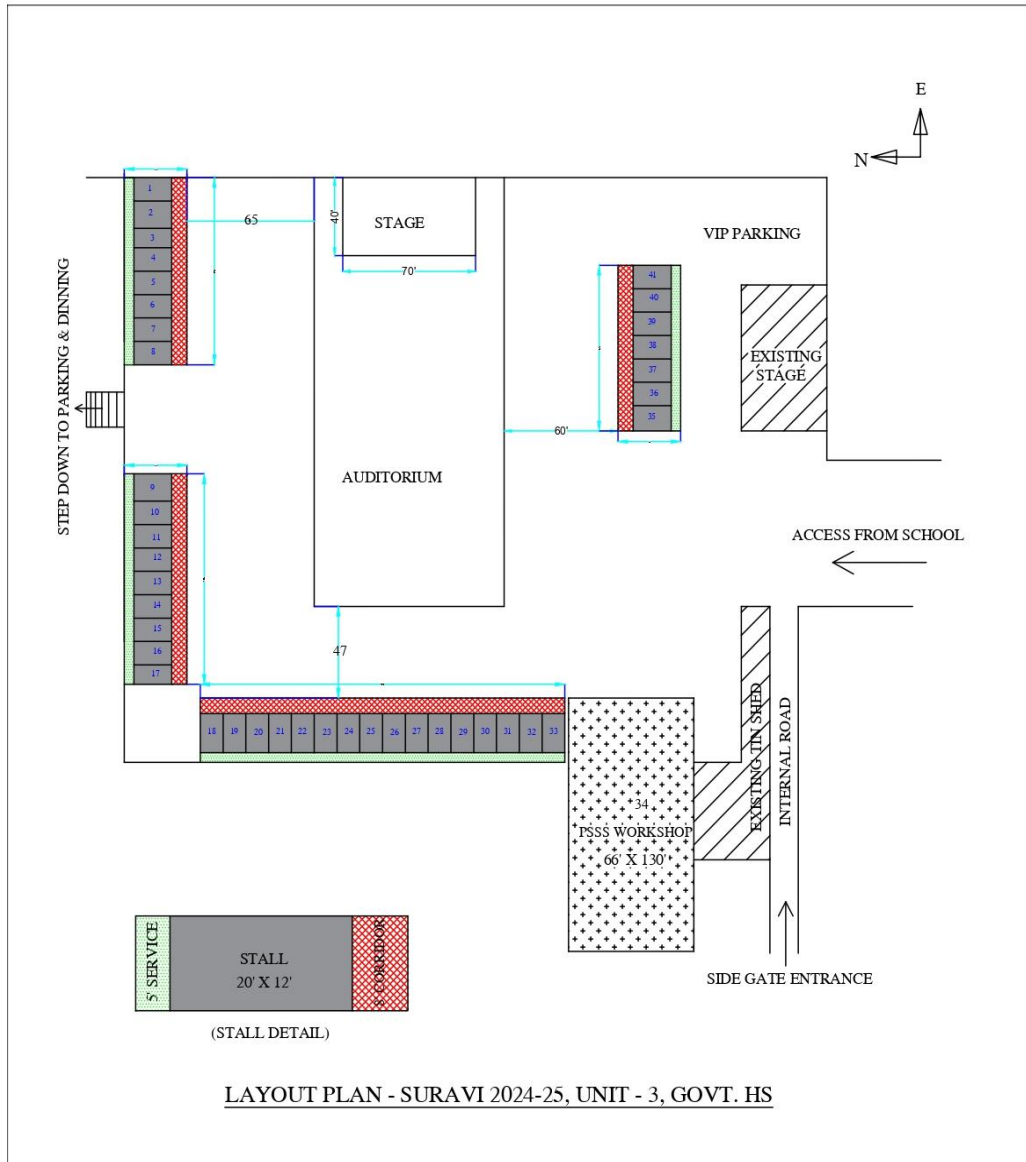 E
N
1
2
3
4
5
6
7
8
65
40'
STAGE
70'
VIP PARKING
41
40
39
38
37
36
35
EXISTING
STAGE
60'
STEP DOWN TO PARKING & DINNING
AUDITORIUM
9
10
11
12
13
14
15
16
17
ACCESS FROM SCHOOL
47
18 19 20 21 22 23 24 25 26 27 28 29 30 31 32 33
34
PSSS WORKSHOP
66' X 130'
EXISTING TIN SHED
INTERNAL ROAD
SIDE GATE ENTRANCE
5' SERVICE
STALL
20' X 12'
8' CORRIDOR
(STALL DETAIL)
LAYOUT PLAN - SURAVI 2024-25, UNIT - 3, GOVT. HS